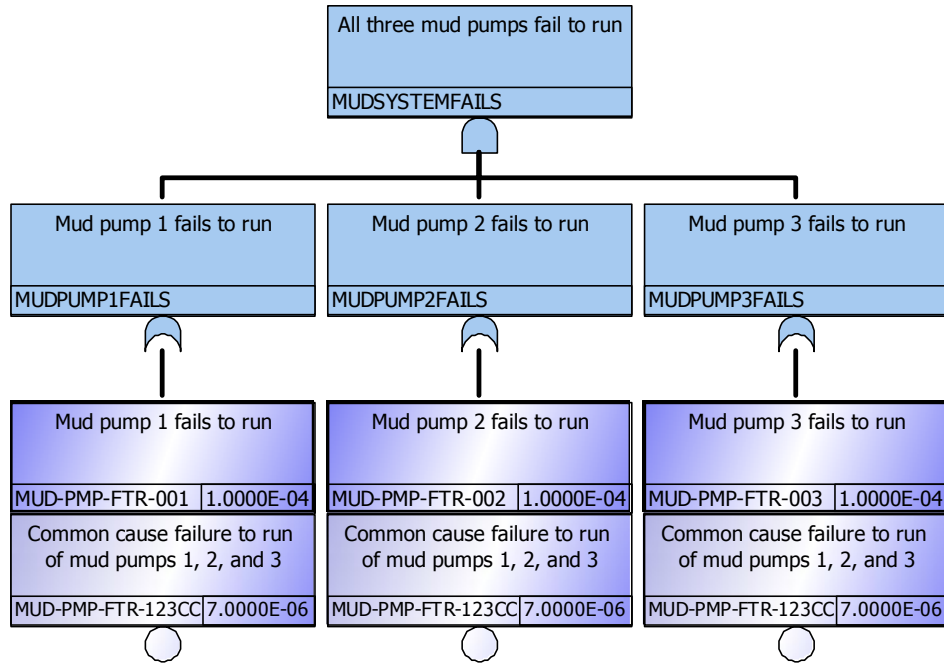 All three mud pumps fail to run
MUDSYSTEMFAILS
Mud pump 1 fails to run
MUDPUMP1FAILS
Mud pump 2 fails to run
MUDPUMP2FAILS
Mud pump 3 fails to run
MUDPUMP3FAILS
Mud pump 1 fails to run
MUD-PMP-FTR-001 1.0000E-04
Common cause failure to run
of mud pumps 1, 2, and 3
MUD-PMP-FTR-123CC 7.0000E-06
Mud pump 2 fails to run
MUD-PMP-FTR-002 1.0000E-04
Common cause failure to run
of mud pumps 1, 2, and 3
MUD-PMP-FTR-123CC 7.0000E-06
Mud pump 3 fails to run
MUD-PMP-FTR-003 1.0000E-04
Common cause failure to run
of mud pumps 1, 2, and 3
MUD-PMP-FTR-123CC 7.0000E-06